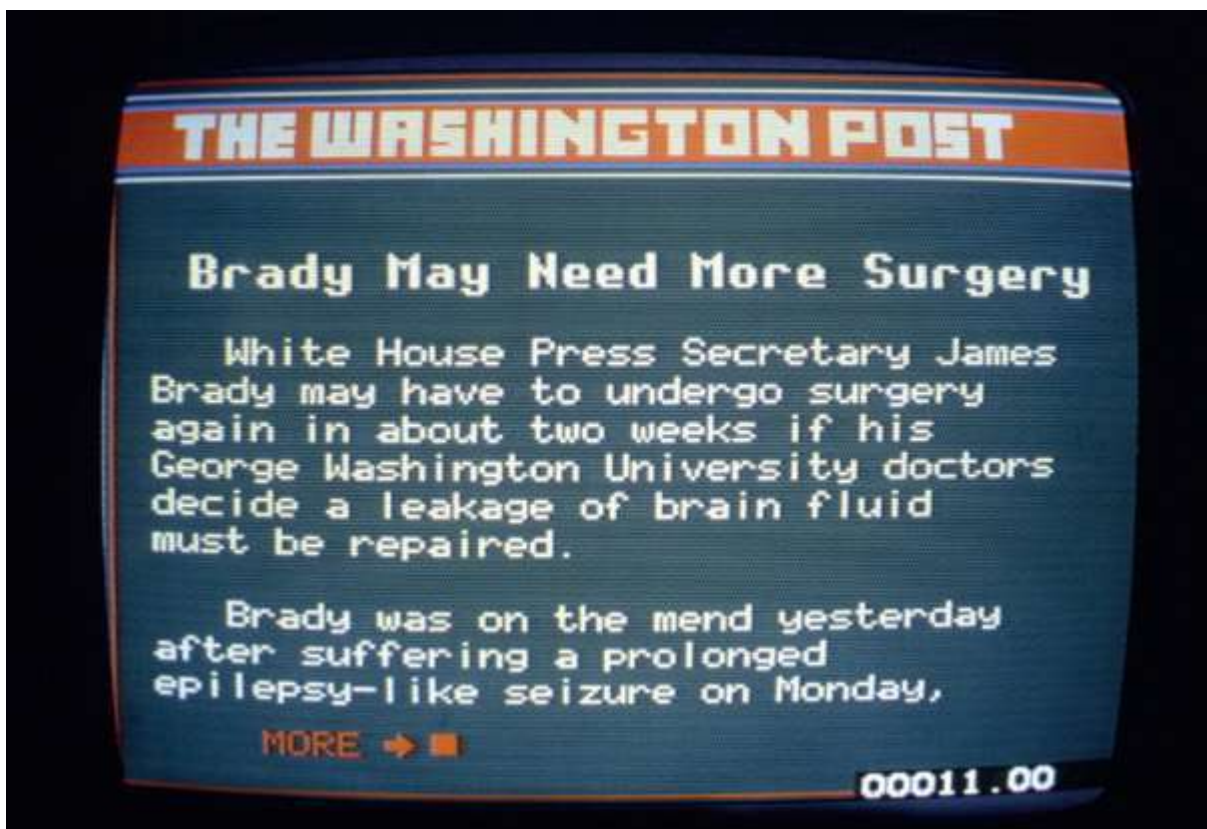 THE WASHINGTON POST
Brady May Need More Surgery
White House Press Secretary James
Brady may have to undergo surgery
again in about two weeks if his
George Washington University doctors
decide a leakage of brain fluid
must be repaired.
Brady was on the mend yesterday
after suffering a prolonged
epilepsy-like seizure on Monday,
MORE
00011.00